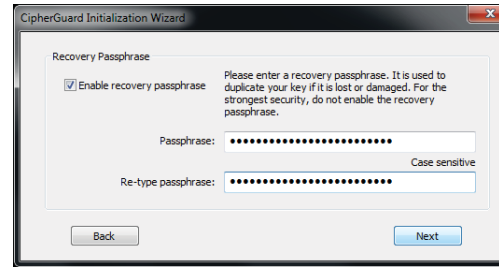 CipherGuard Initialization Wizard
Recovery Passphrase
Enable recovery passphrase
Please enter a recovery passphrase. It is used to
duplicate your key if it is lost or damaged. For the
strongest security, do not enable the recovery
passphrase.
Passphrase: •••••••••••••••••••••••••
Case sensitive
Re-type passphrase: •••••••••••••••••••••••••
Back Next